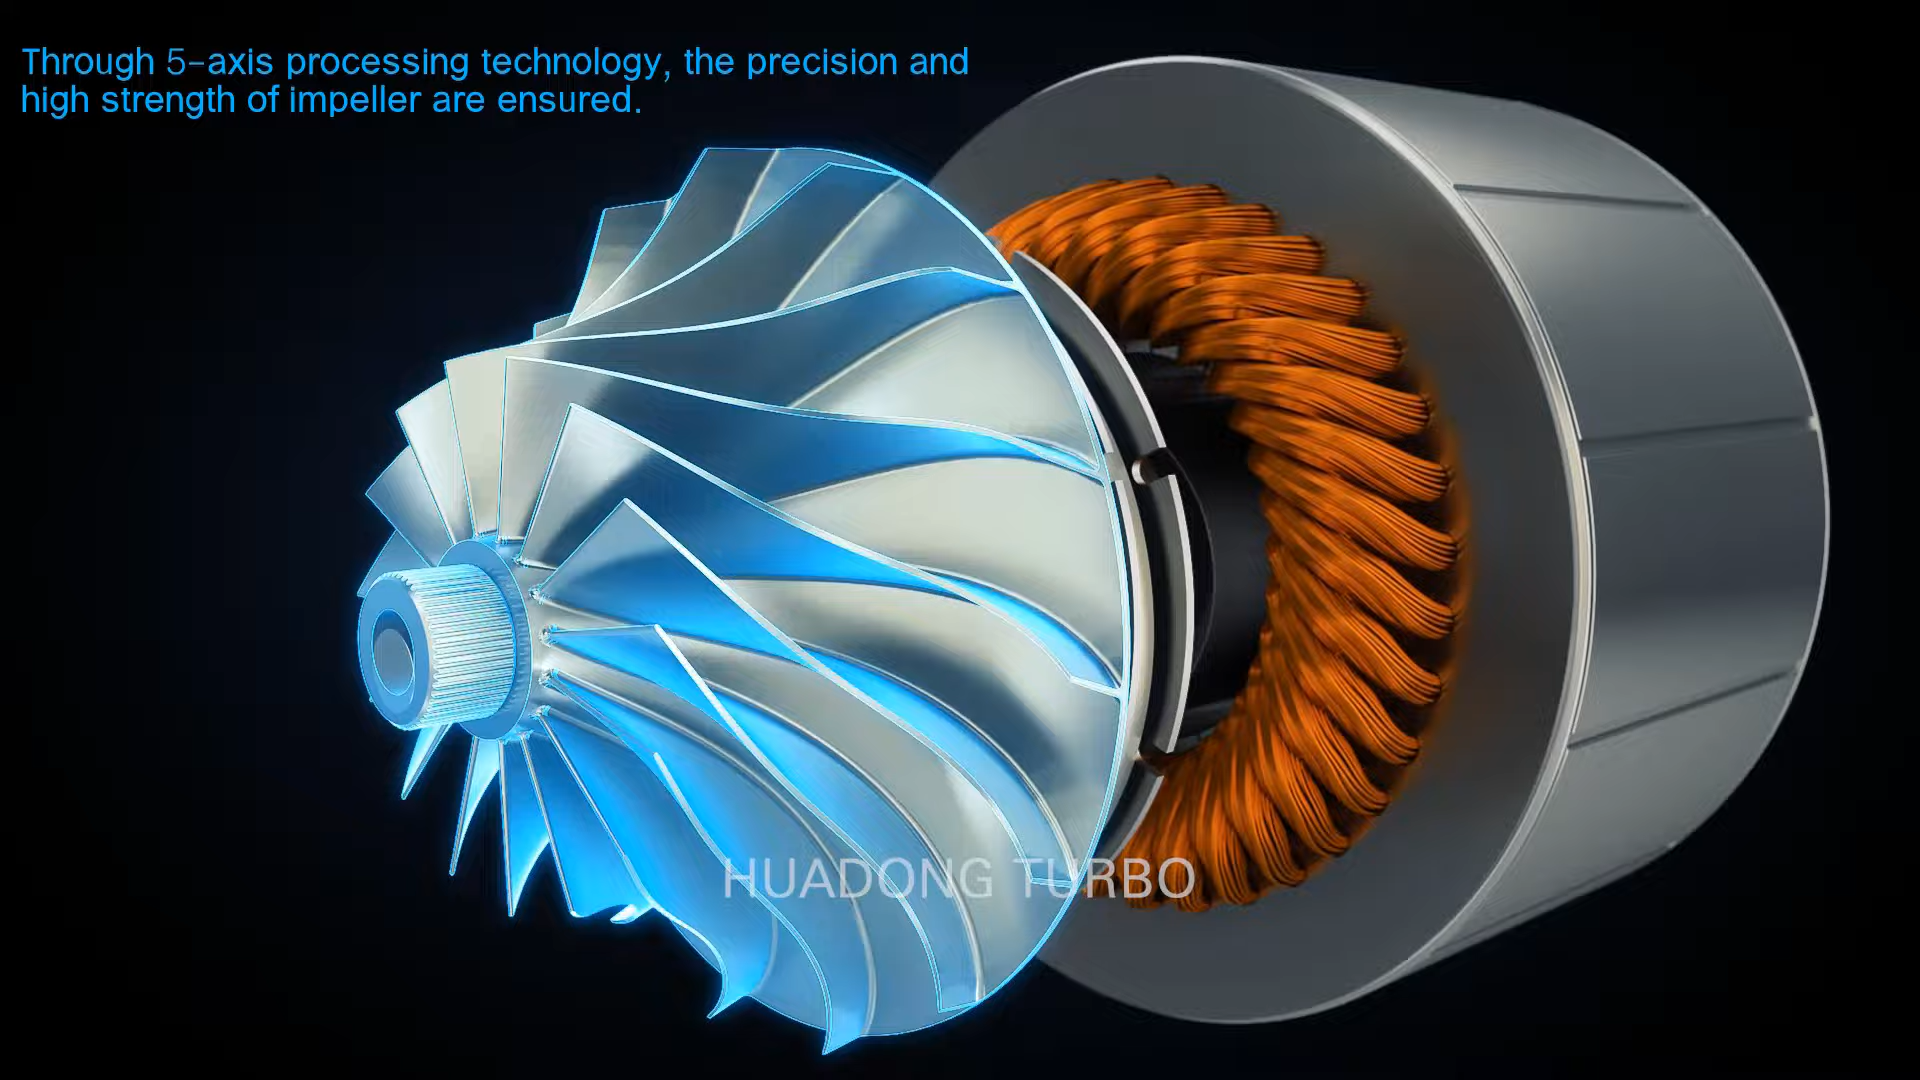 Through 5-axis processing technology, the precision and
high strength of impeller are ensured.
HUADONG TURBO